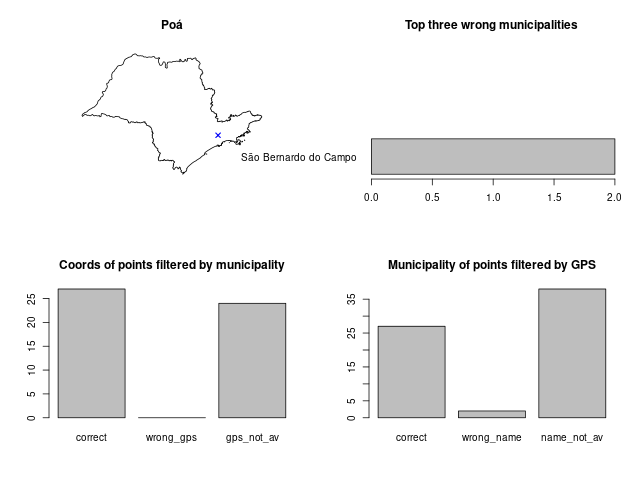 Poá
Top three wrong municipalities
São Bernardo do Campo
0.0 0.5 1.0 1.5 2.0
Coords of points filtered by municipality
0 5 10 15 20 25
correct wrong_gps gps_not_av
Municipality of points filtered by GPS
0 5 15 25 35
correct wrong_name name_not_av